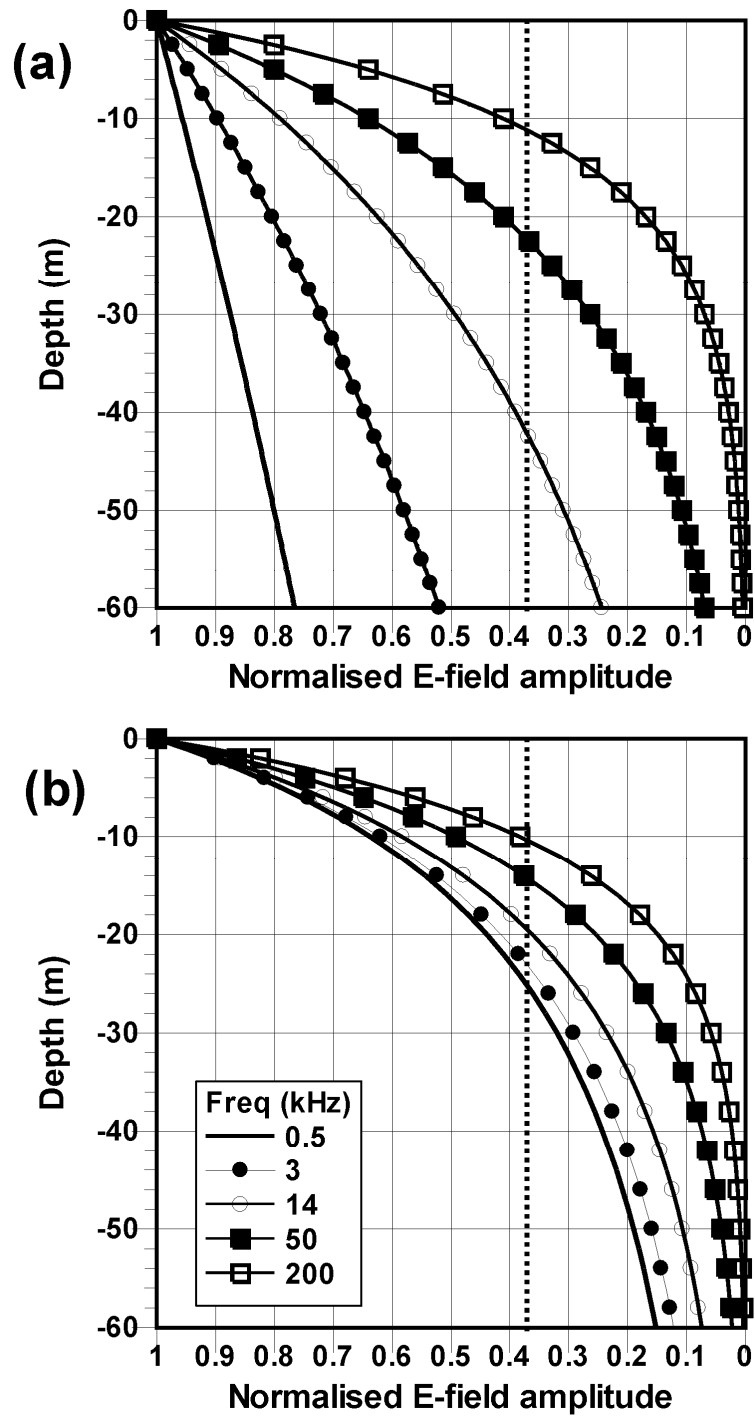 (a)
0
-10
-20
-30
-40
-50
-60
Depth (m)
1 0.9 0.8 0.7 0.6 0.5 0.4 0.3 0.2 0.1 0
Normalised E-field amplitude
(b)
0
-10
-20
-30
-40
-50
-60
Depth (m)
Freq (kHz)
0.5
3
14
50
200
1 0.9 0.8 0.7 0.6 0.5 0.4 0.3 0.2 0.1 0
Normalised E-field amplitude